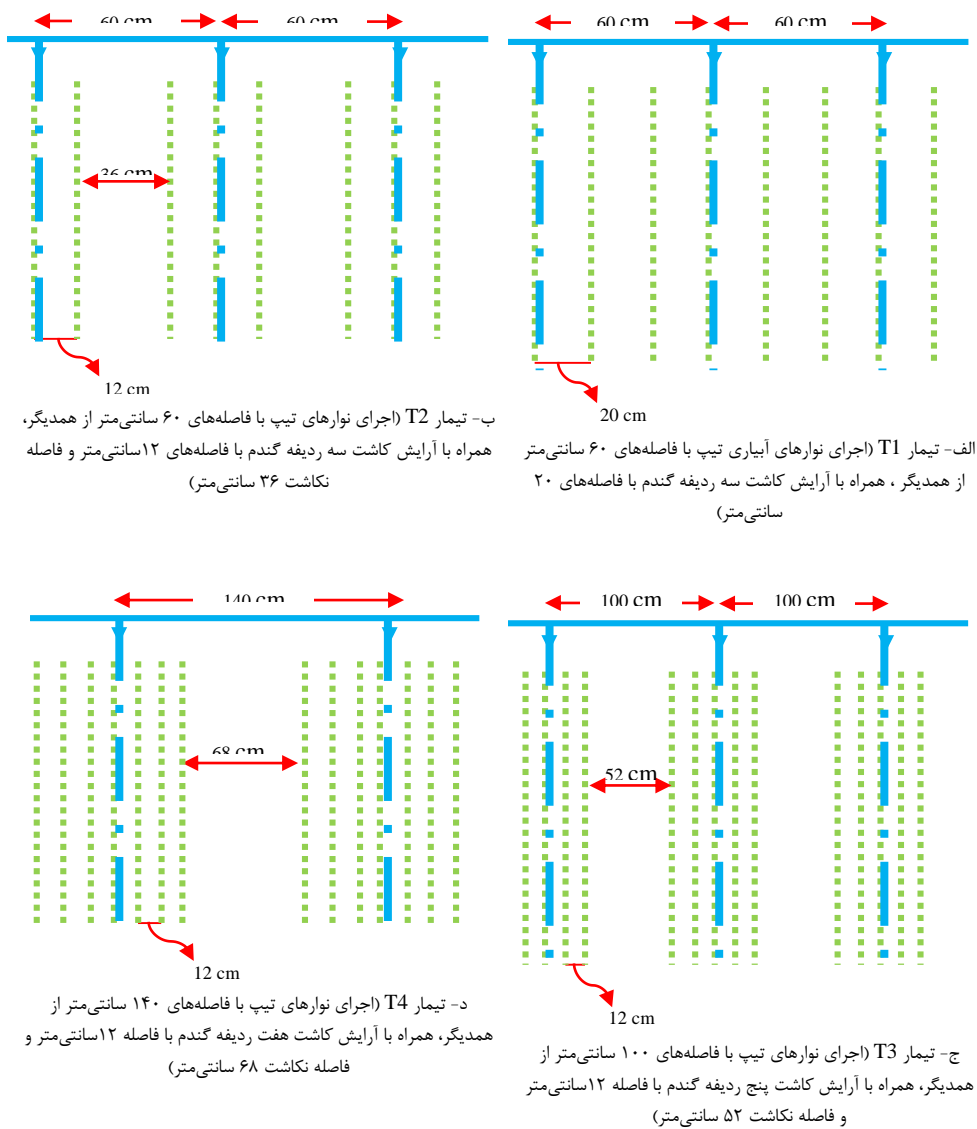 60 cm 60 cm
36 cm
12 cm
ب- تیمار T2 (اجرای نوارهای تیپ با فاصله‌های ۶۰ سانتی‌متر از همدیگر،
همراه با آرایش کاشت سه ردیفه گندم با فاصله‌های ۱۲سانتی‌متر و فاصله
نکاشت ۳۶ سانتی‌متر)
60 cm 60 cm
20 cm
الف- تیمار T1 (اجرای نوارهای آبیاری تیپ با فاصله‌های ۶۰ سانتی‌متر
از همدیگر ، همراه با آرایش کاشت سه ردیفه گندم با فاصله‌های ۲۰
سانتی‌متر)
140 cm
68 cm
12 cm
د- تیمار T4 (اجرای نوارهای تیپ با فاصله‌های ۱۴۰ سانتی‌متر از
همدیگر، همراه با آرایش کاشت هفت ردیفه گندم با فاصله ۱۲سانتی‌متر و
فاصله نکاشت ۶۸ سانتی‌متر)
100 cm 100 cm
52 cm
12 cm
ج- تیمار T3 (اجرای نوارهای تیپ با فاصله‌های ۱۰۰ سانتی‌متر از
همدیگر، همراه با آرایش کاشت پنج ردیفه گندم با فاصله ۱۲سانتی‌متر
و فاصله نکاشت ۵۲ سانتی‌متر)